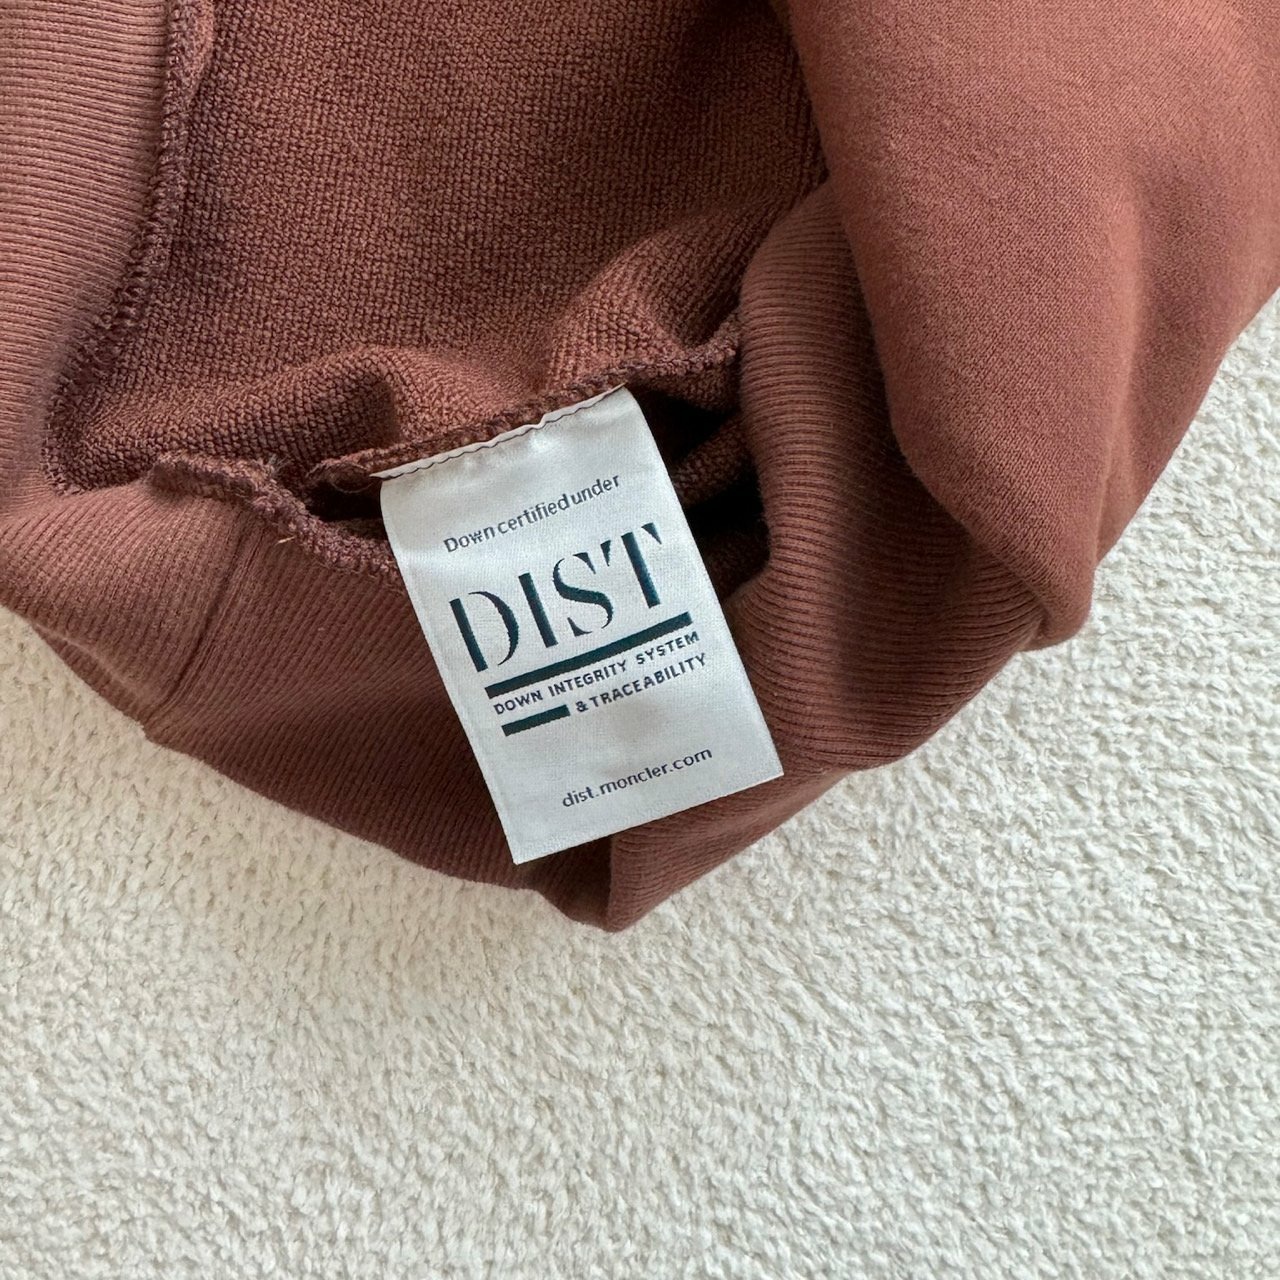 Down certified under
DIST
DOWN INTEGRITY SYSTEM
& TRACEABILITY
dist.moncler.com